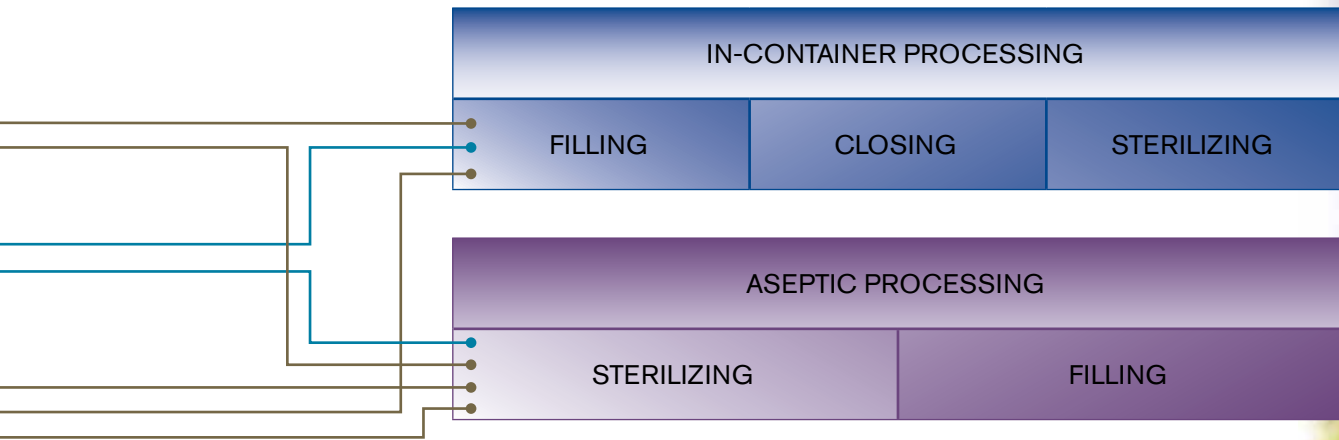 IN-CONTAINER PROCESSING
FILLING CLOSING STERILIZING
ASEPTIC PROCESSING
STERILIZING FILLING